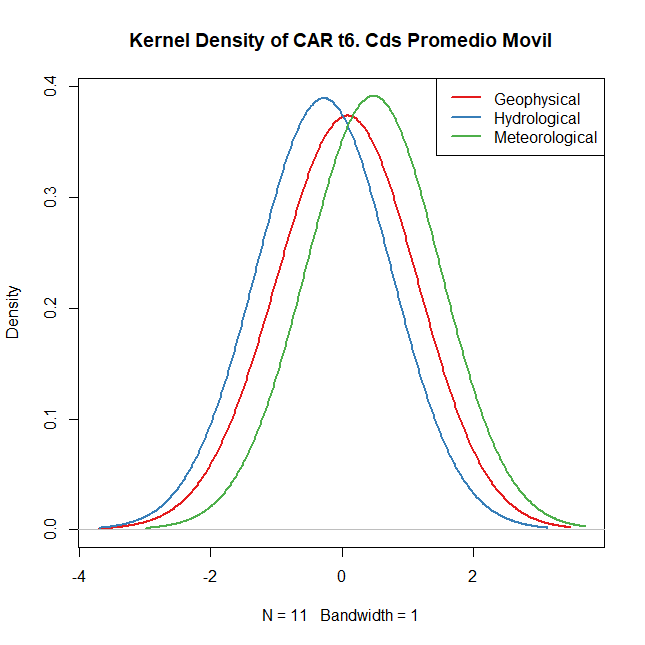 Kernel Density of CAR t6. Cds Promedio Movil
Geophysical
Hydrological
Meteorological
Density
0.4
0.3
0.2
0.1
0.0
-4
-2
0
2
N = 11   Bandwidth = 1